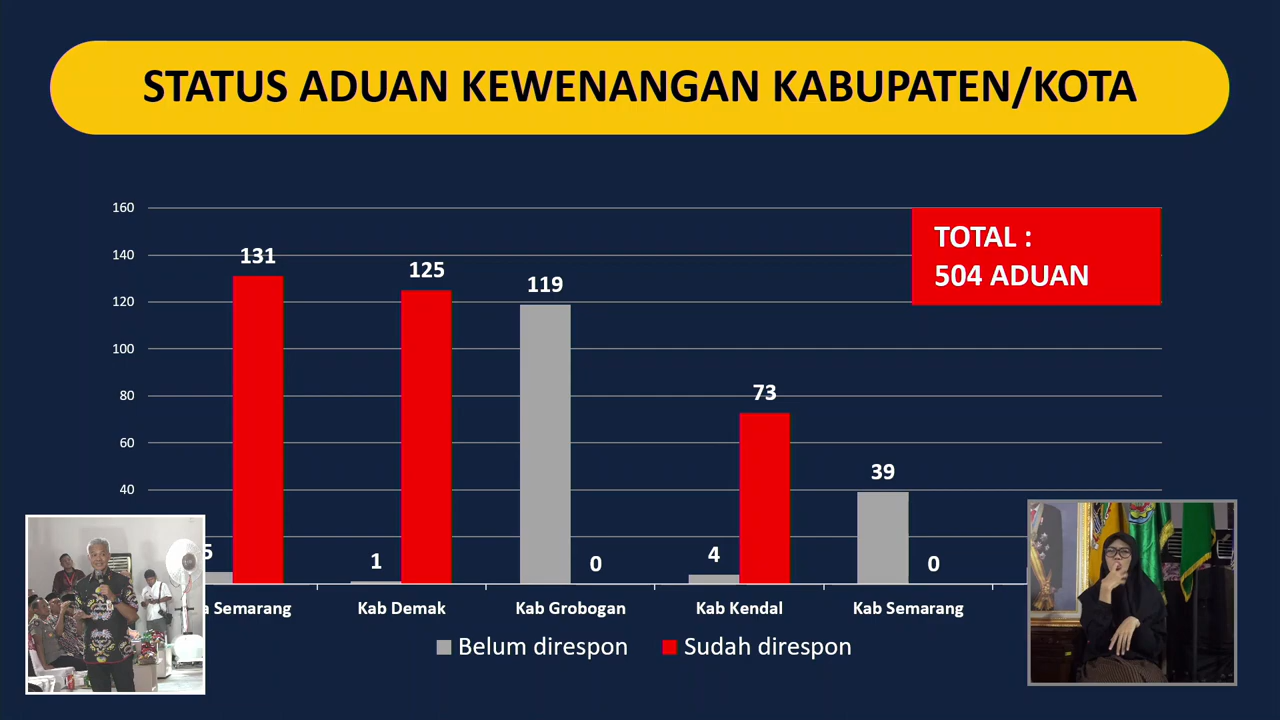 STATUS ADUAN KEWENANGAN KABUPATEN/KOTA
TOTAL :
504 ADUAN
160
140
120
100
80
60
40
131
125
119
73
39
5
1
0
4
0
Semarang
Kab Demak
Kab Grobogan
Kab Kendal
Kab Semarang
Belum direspon
Sudah direspon